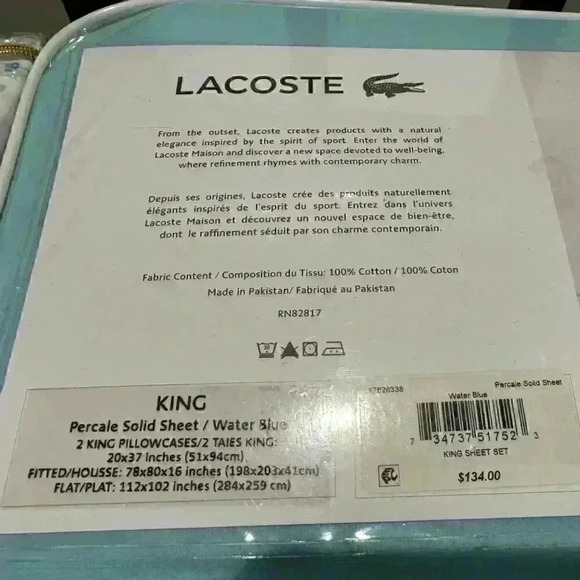 LACOSTE
From the outset, Lacoste creates products with a natural
elegance inspired by the spirit of sport. Enter the world of
Lacoste Maison and discover a new space devoted to well-being,
where refinement rhymes with contemporary charm.
Depuis ses origines, Lacoste crée des produits naturellement
élégants inspirés de l'esprit du sport. Entrez dans l'univers
Lacoste Maison et découvrez un nouvel espace de bien-être,
dont le raffinement séduit par son charme contemporain.
Fabric Content / Composition du Tissu: 100% Cotton / 100% Coton
Made in Pakistan/ Fabriqué au Pakistan
RN82817
30
KING
Percale Solid Sheet / Water Blue
2 KING PILLOWCASES/2 TAIES KING:
20x37 inches (51x94cm)
FITTED/HOUSSE: 78x80x16 inches (198x203x41cm)
FLAT/PLAT: 112x102 inches (284x259 cm)
17628338
Percale Solid Sheet
Water Blue
7 34737 51752 3
KING SHEET SET
$134.00